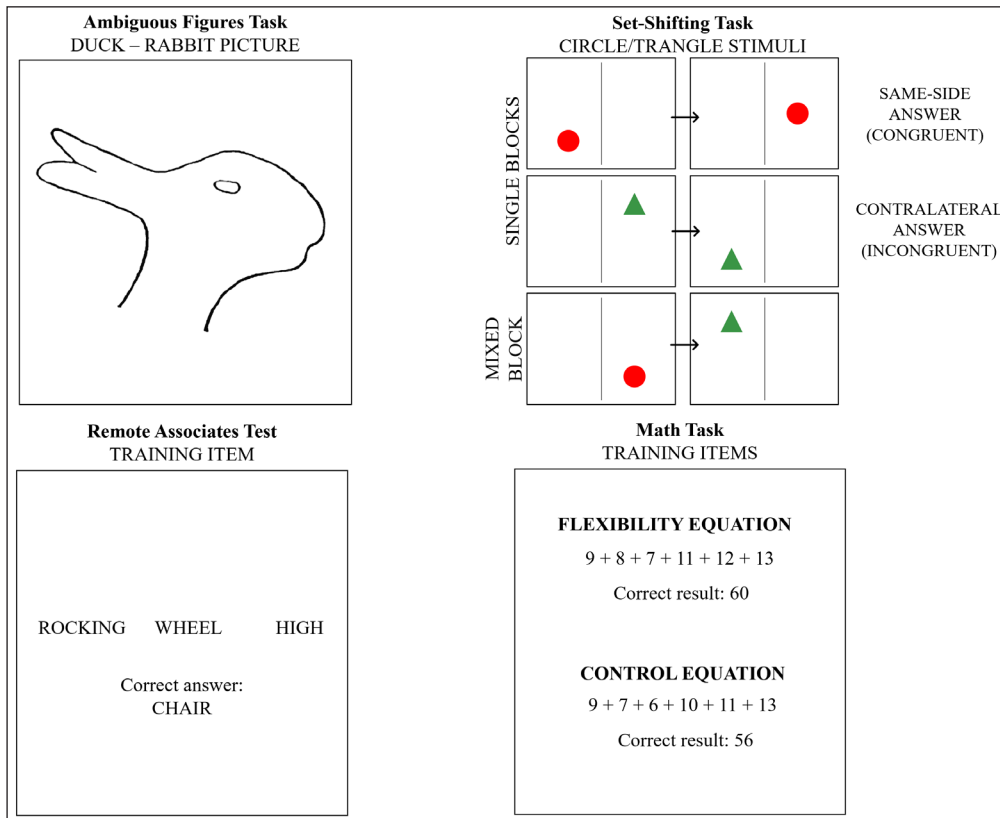 Ambiguous Figures Task
DUCK – RABBIT PICTURE
Set-Shifting Task
CIRCLE/TRANGLE STIMULI
SINGLE BLOCKS
SAME-SIDE
ANSWER
(CONGRUENT)
CONTRALATERAL
ANSWER
(INCONGRUENT)
MIXED
BLOCK
Remote Associates Test
TRAINING ITEM
ROCKING WHEEL HIGH
Correct answer:
CHAIR
Math Task
TRAINING ITEMS
FLEXIBILITY EQUATION
9 + 8 + 7 + 11 + 12 + 13
Correct result: 60
CONTROL EQUATION
9 + 7 + 6 + 10 + 11 + 13
Correct result: 56